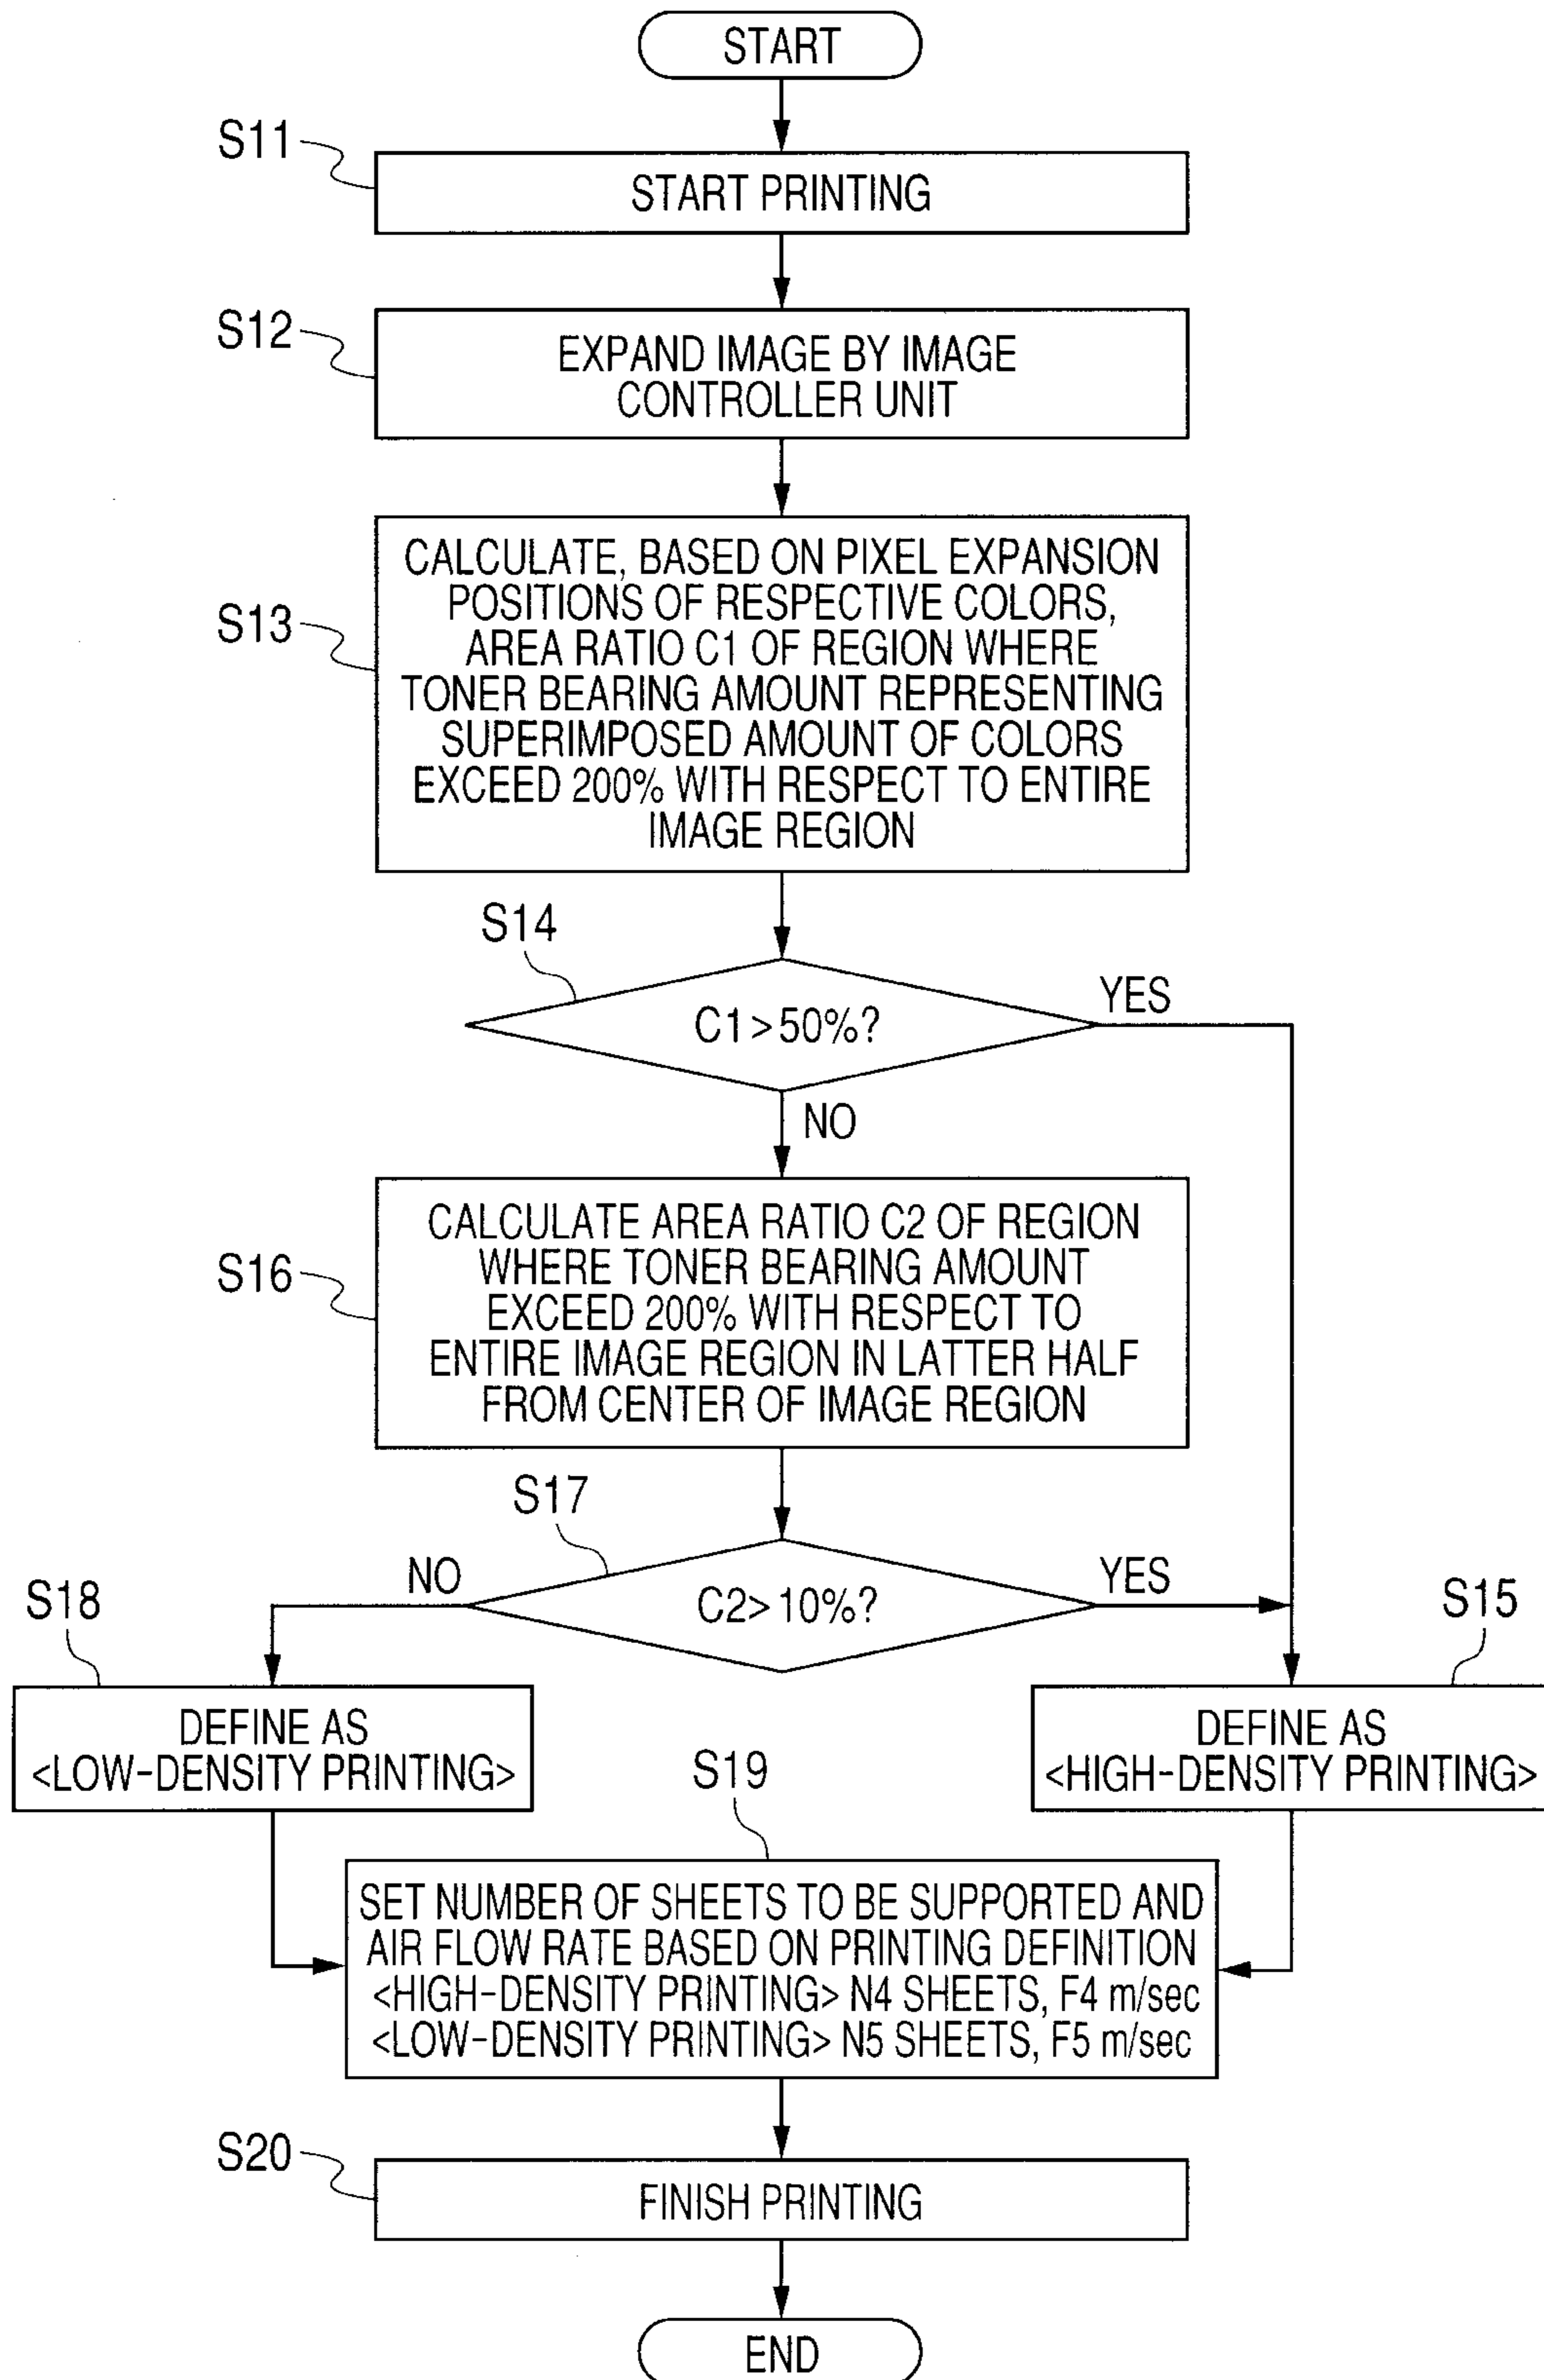 START
S11
START PRINTING
S12
EXPAND IMAGE BY IMAGE
CONTROLLER UNIT
S13
CALCULATE, BASED ON PIXEL EXPANSION
POSITIONS OF RESPECTIVE COLORS,
AREA RATIO C1 OF REGION WHERE
TONER BEARING AMOUNT REPRESENTING
SUPERIMPOSED AMOUNT OF COLORS
EXCEED 200% WITH RESPECT TO ENTIRE
IMAGE REGION
S14
C1>50%?
YES
NO
S16
CALCULATE AREA RATIO C2 OF REGION
WHERE TONER BEARING AMOUNT
EXCEED 200% WITH RESPECT TO
ENTIRE IMAGE REGION IN LATTER HALF
FROM CENTER OF IMAGE REGION
S17
NO
C2>10%?
YES
S18
DEFINE AS
<LOW-DENSITY PRINTING>
S15
DEFINE AS
<HIGH-DENSITY PRINTING>
S19
SET NUMBER OF SHEETS TO BE SUPPORTED AND
AIR FLOW RATE BASED ON PRINTING DEFINITION
<HIGH-DENSITY PRINTING> N4 SHEETS, F4 m/sec
<LOW-DENSITY PRINTING> N5 SHEETS, F5 m/sec
S20
FINISH PRINTING
END